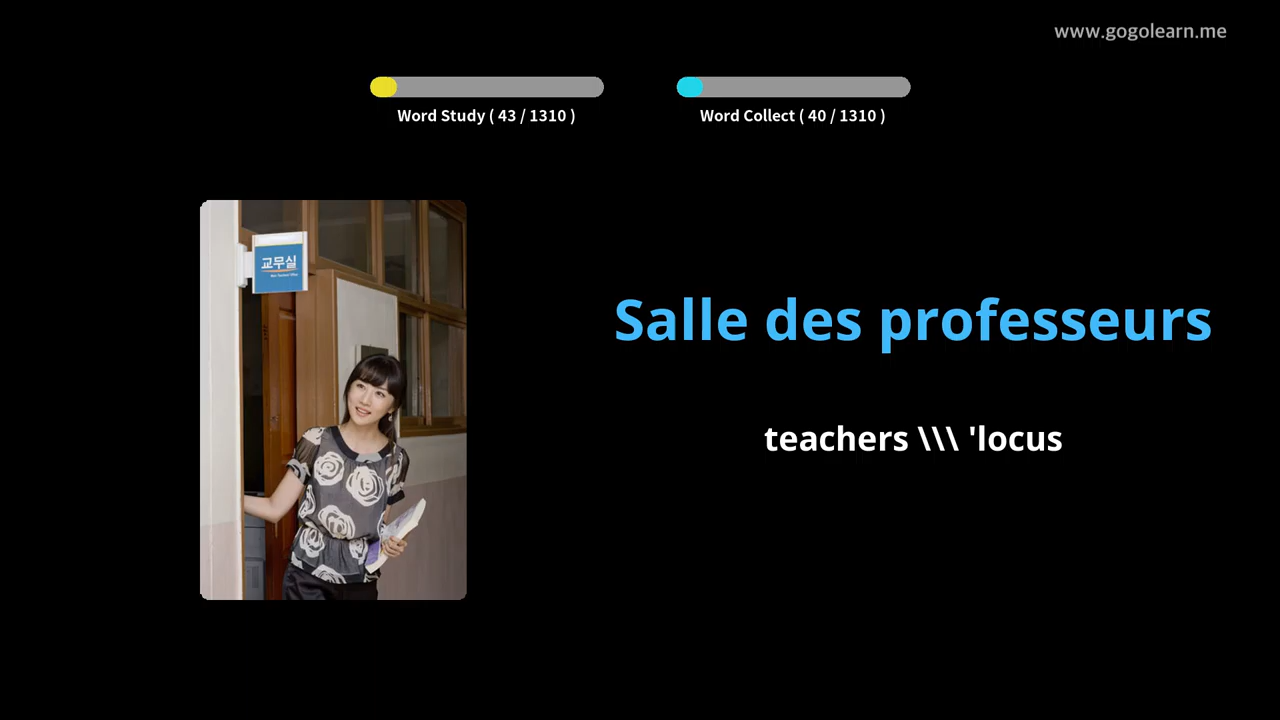 www.gogolearn.me
Word Study ( 43 / 1310 )
Word Collect ( 40 / 1310 )
교무실
Salle des professeurs
teachers \\\ 'locus